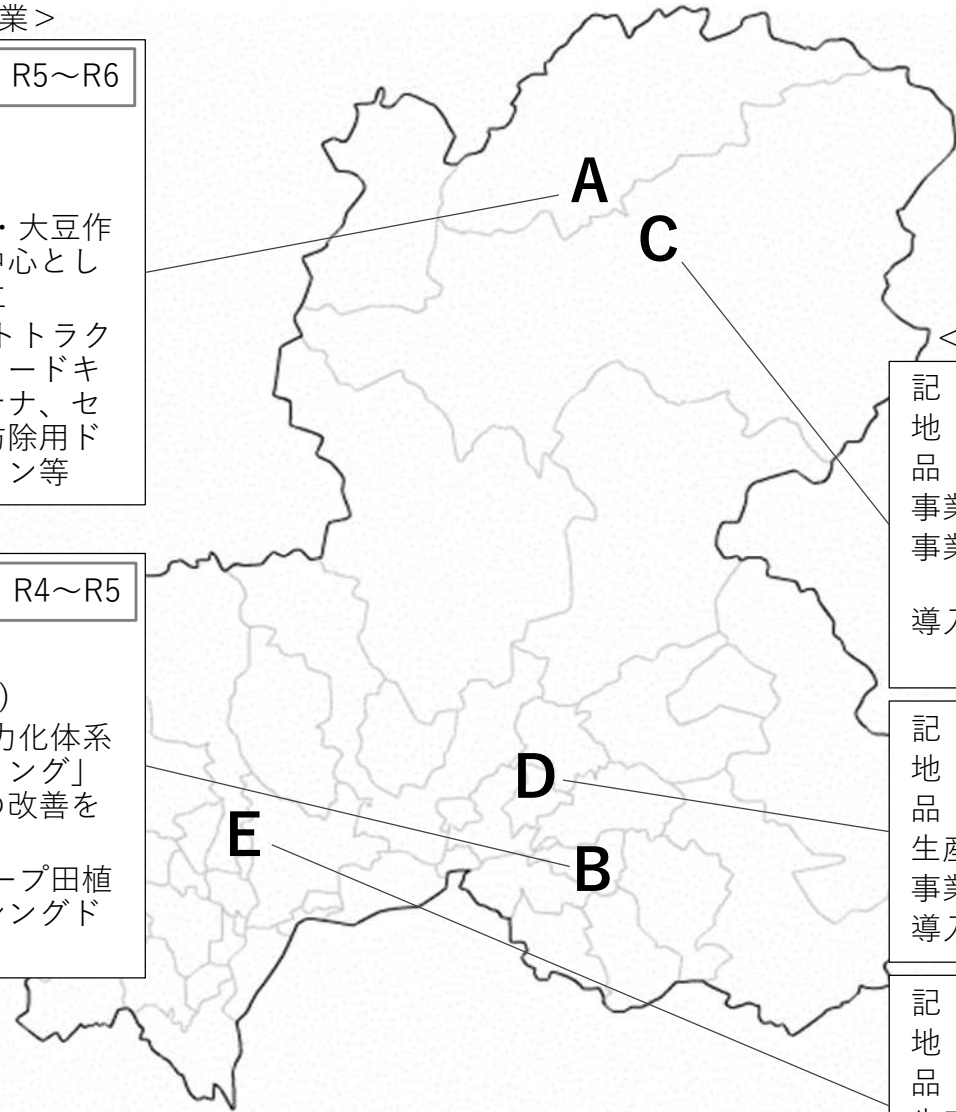 業>
R5～R6
・大豆作
中心とし
トトラク
ードキ
ナ、セ
防除用ド
ン等
R4～R5
)
力化体系
ング」
の改善を
ープ田植
シングド
A
C
D
E
B
<
記
地
品
事業
事業
導入
記
地
品
生産
事業
導入
記
地
品